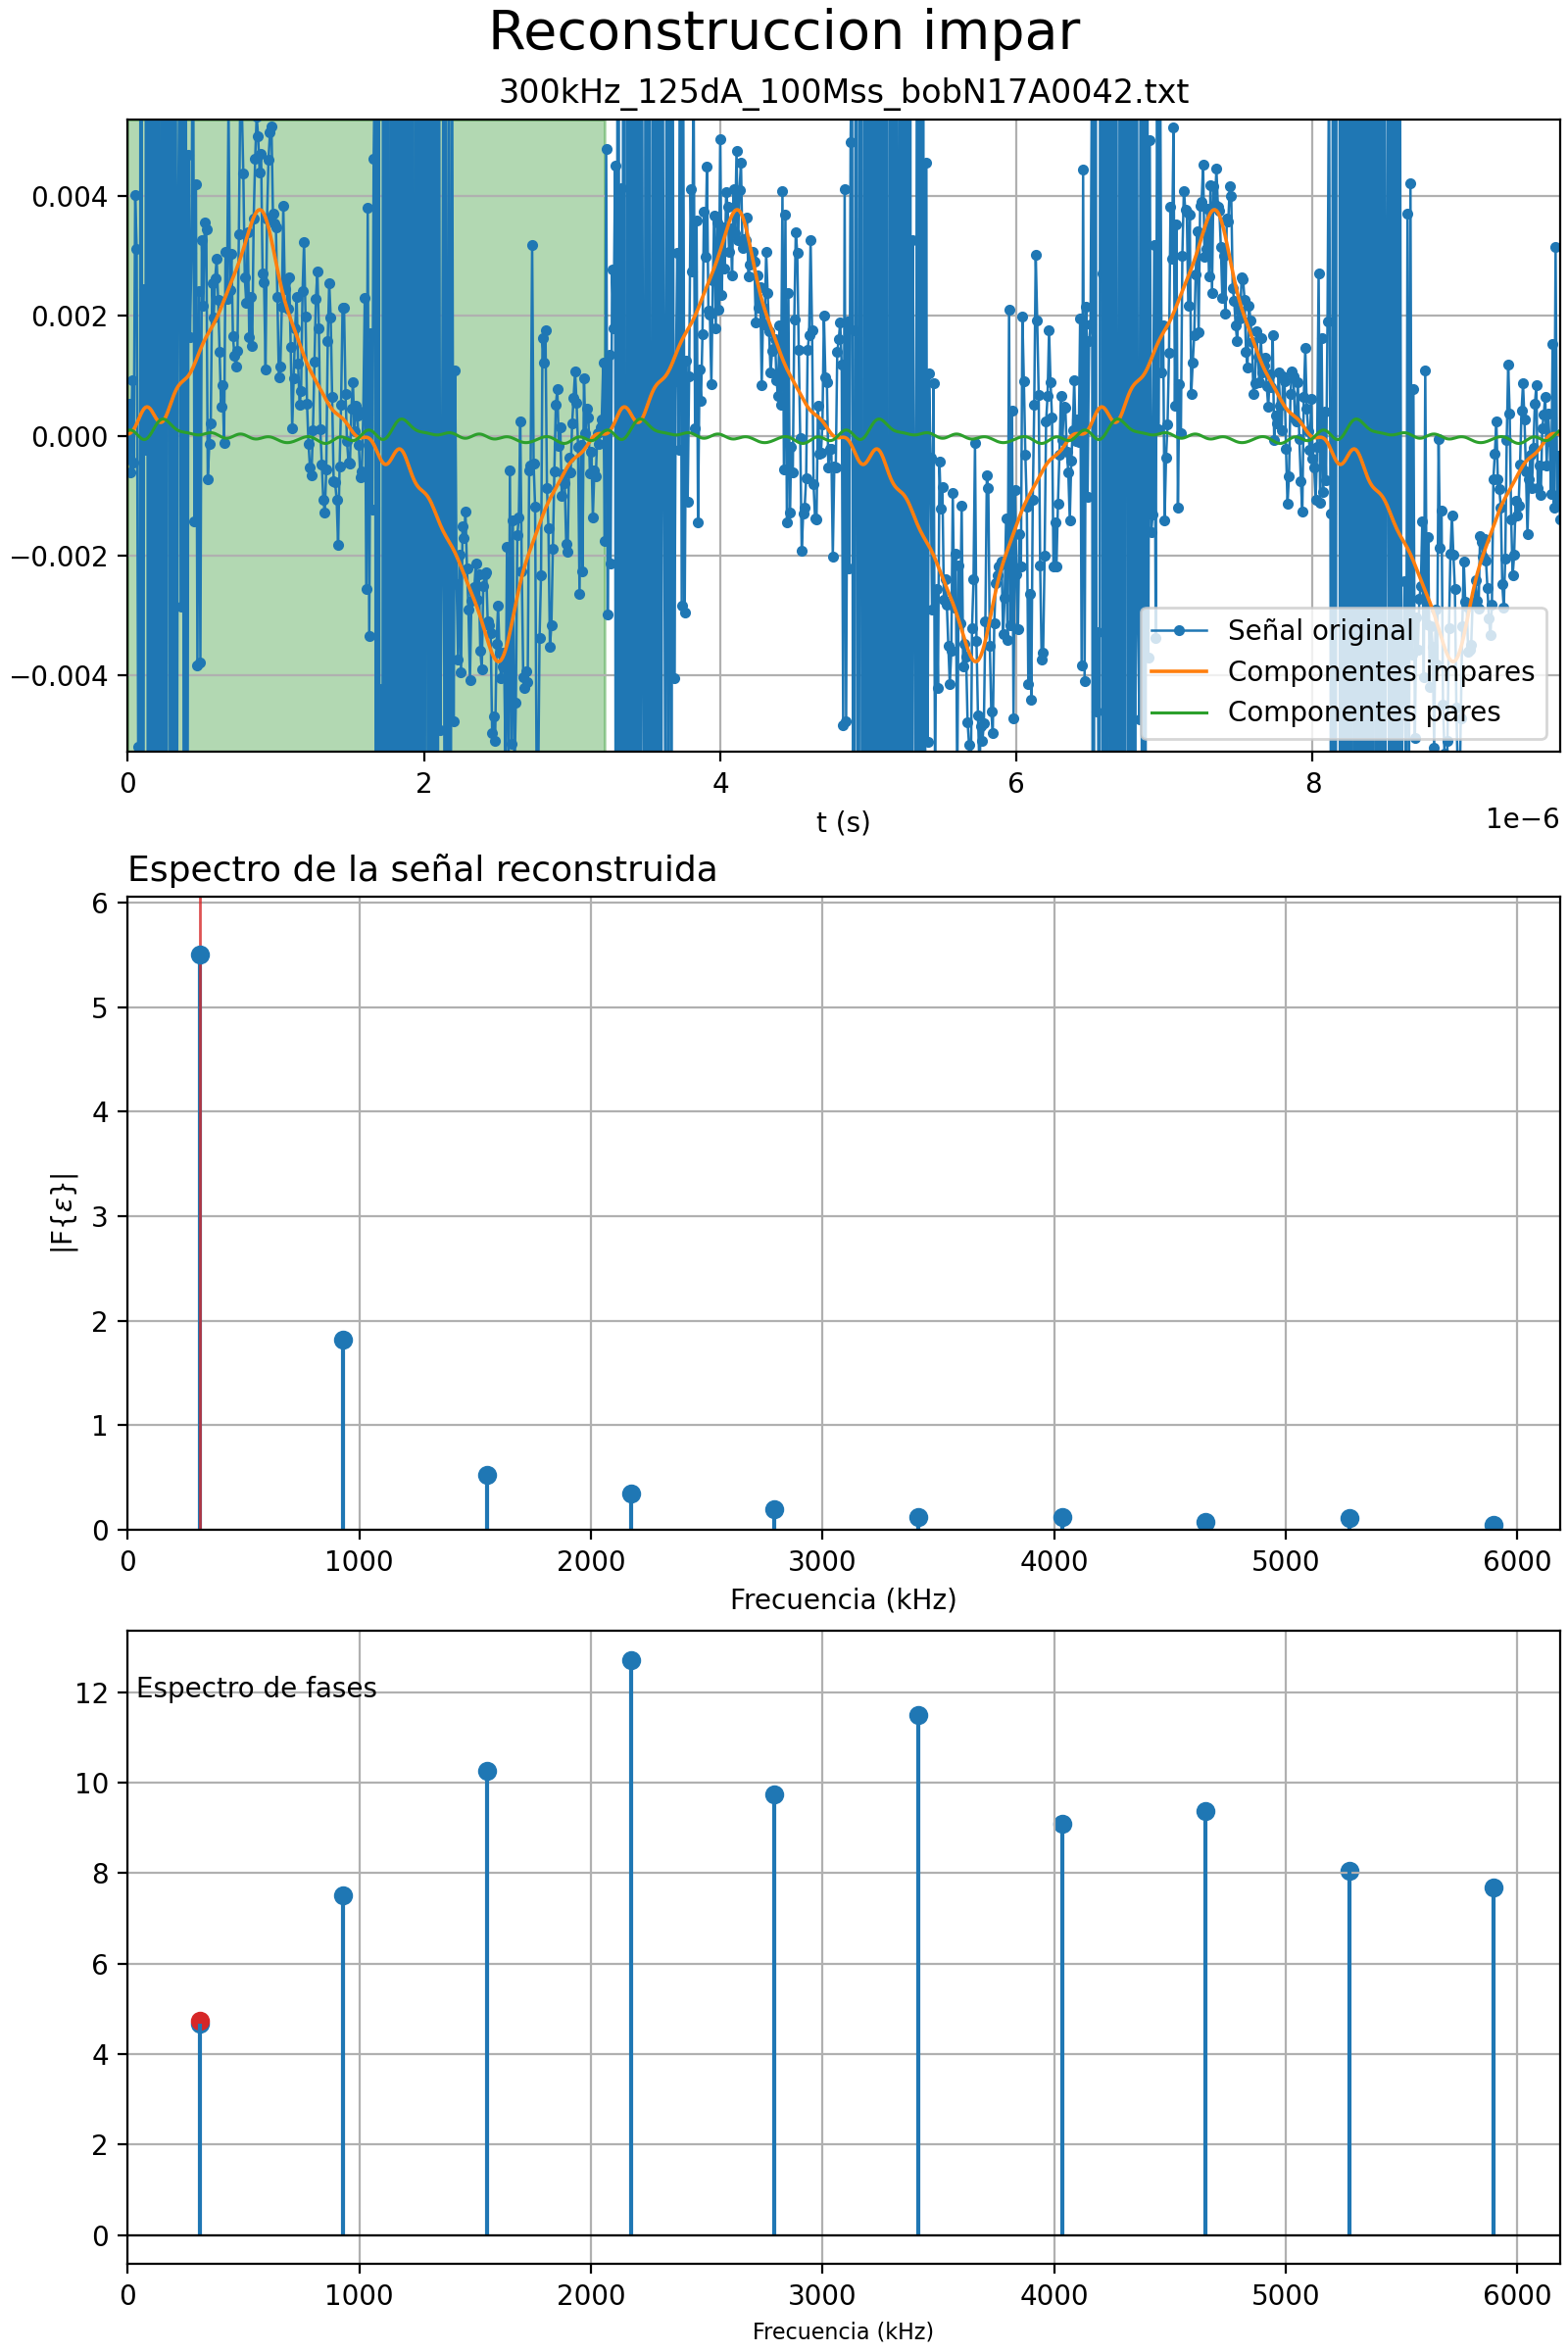 Reconstruccion impar
300kHz_125dA_100Mss_bobN17A0042.txt
0.004
0.002
0.000
−0.002
−0.004
Señal original
Componentes impares
Componentes pares
0 2 4 6 8
1e−6
t (s)
Espectro de la señal reconstruida
6
5
4
3
2
1
0
|F{ε}|
0 1000 2000 3000 4000 5000 6000
Frecuencia (kHz)
Espectro de fases
12
10
8
6
4
2
0
0 1000 2000 3000 4000 5000 6000
Frecuencia (kHz)